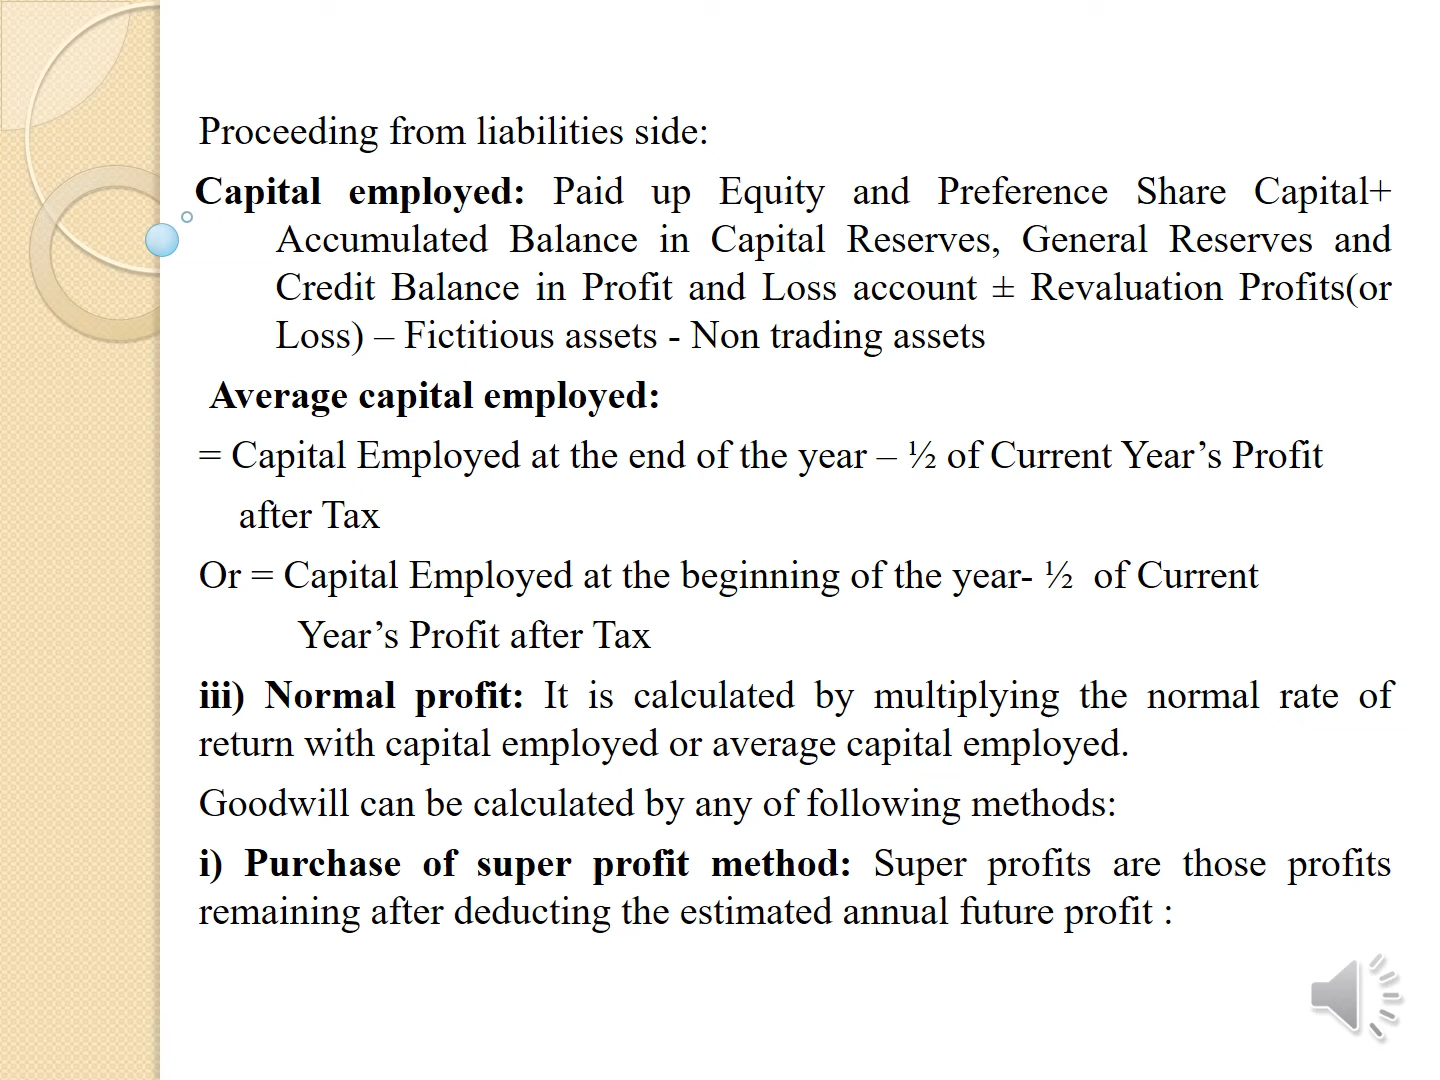 Proceeding from liabilities side:
Capital employed: Paid up Equity and Preference Share Capital+
Accumulated Balance in Capital Reserves, General Reserves and
Credit Balance in Profit and Loss account ± Revaluation Profits(or
Loss) – Fictitious assets - Non trading assets
Average capital employed:
= Capital Employed at the end of the year – ½ of Current Year’s Profit
after Tax
Or = Capital Employed at the beginning of the year- ½ of Current
Year’s Profit after Tax
iii) Normal profit: It is calculated by multiplying the normal rate of
return with capital employed or average capital employed.
Goodwill can be calculated by any of following methods:
i) Purchase of super profit method: Super profits are those profits
remaining after deducting the estimated annual future profit :